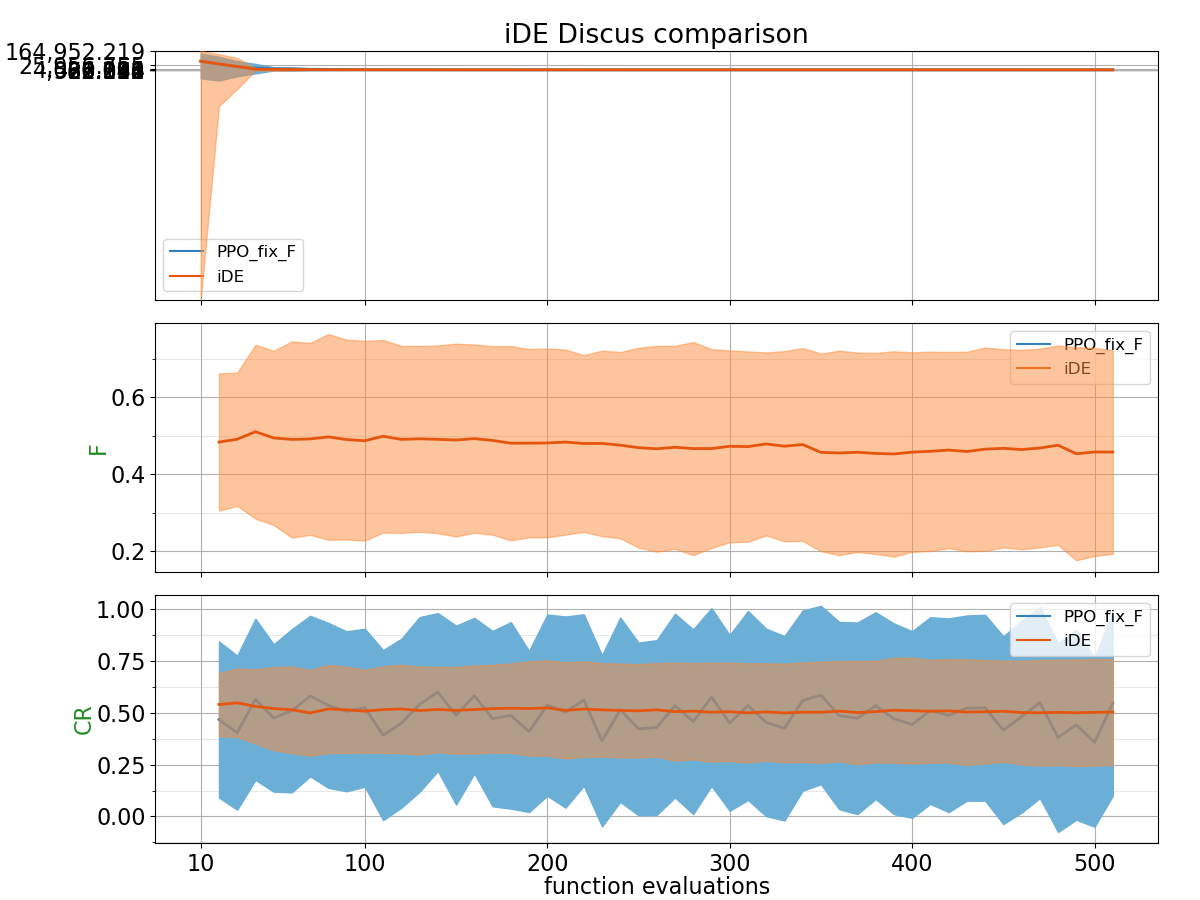 iDE Discus comparison
164,952.219
PPO_fix_F
iDE
PPO_fix_F
iDE
0.6
F
0.4
0.2
PPO_fix_F
iDE
1.00
0.75
CR
0.50
0.25
0.00
10 100 200 300 400 500
function evaluations